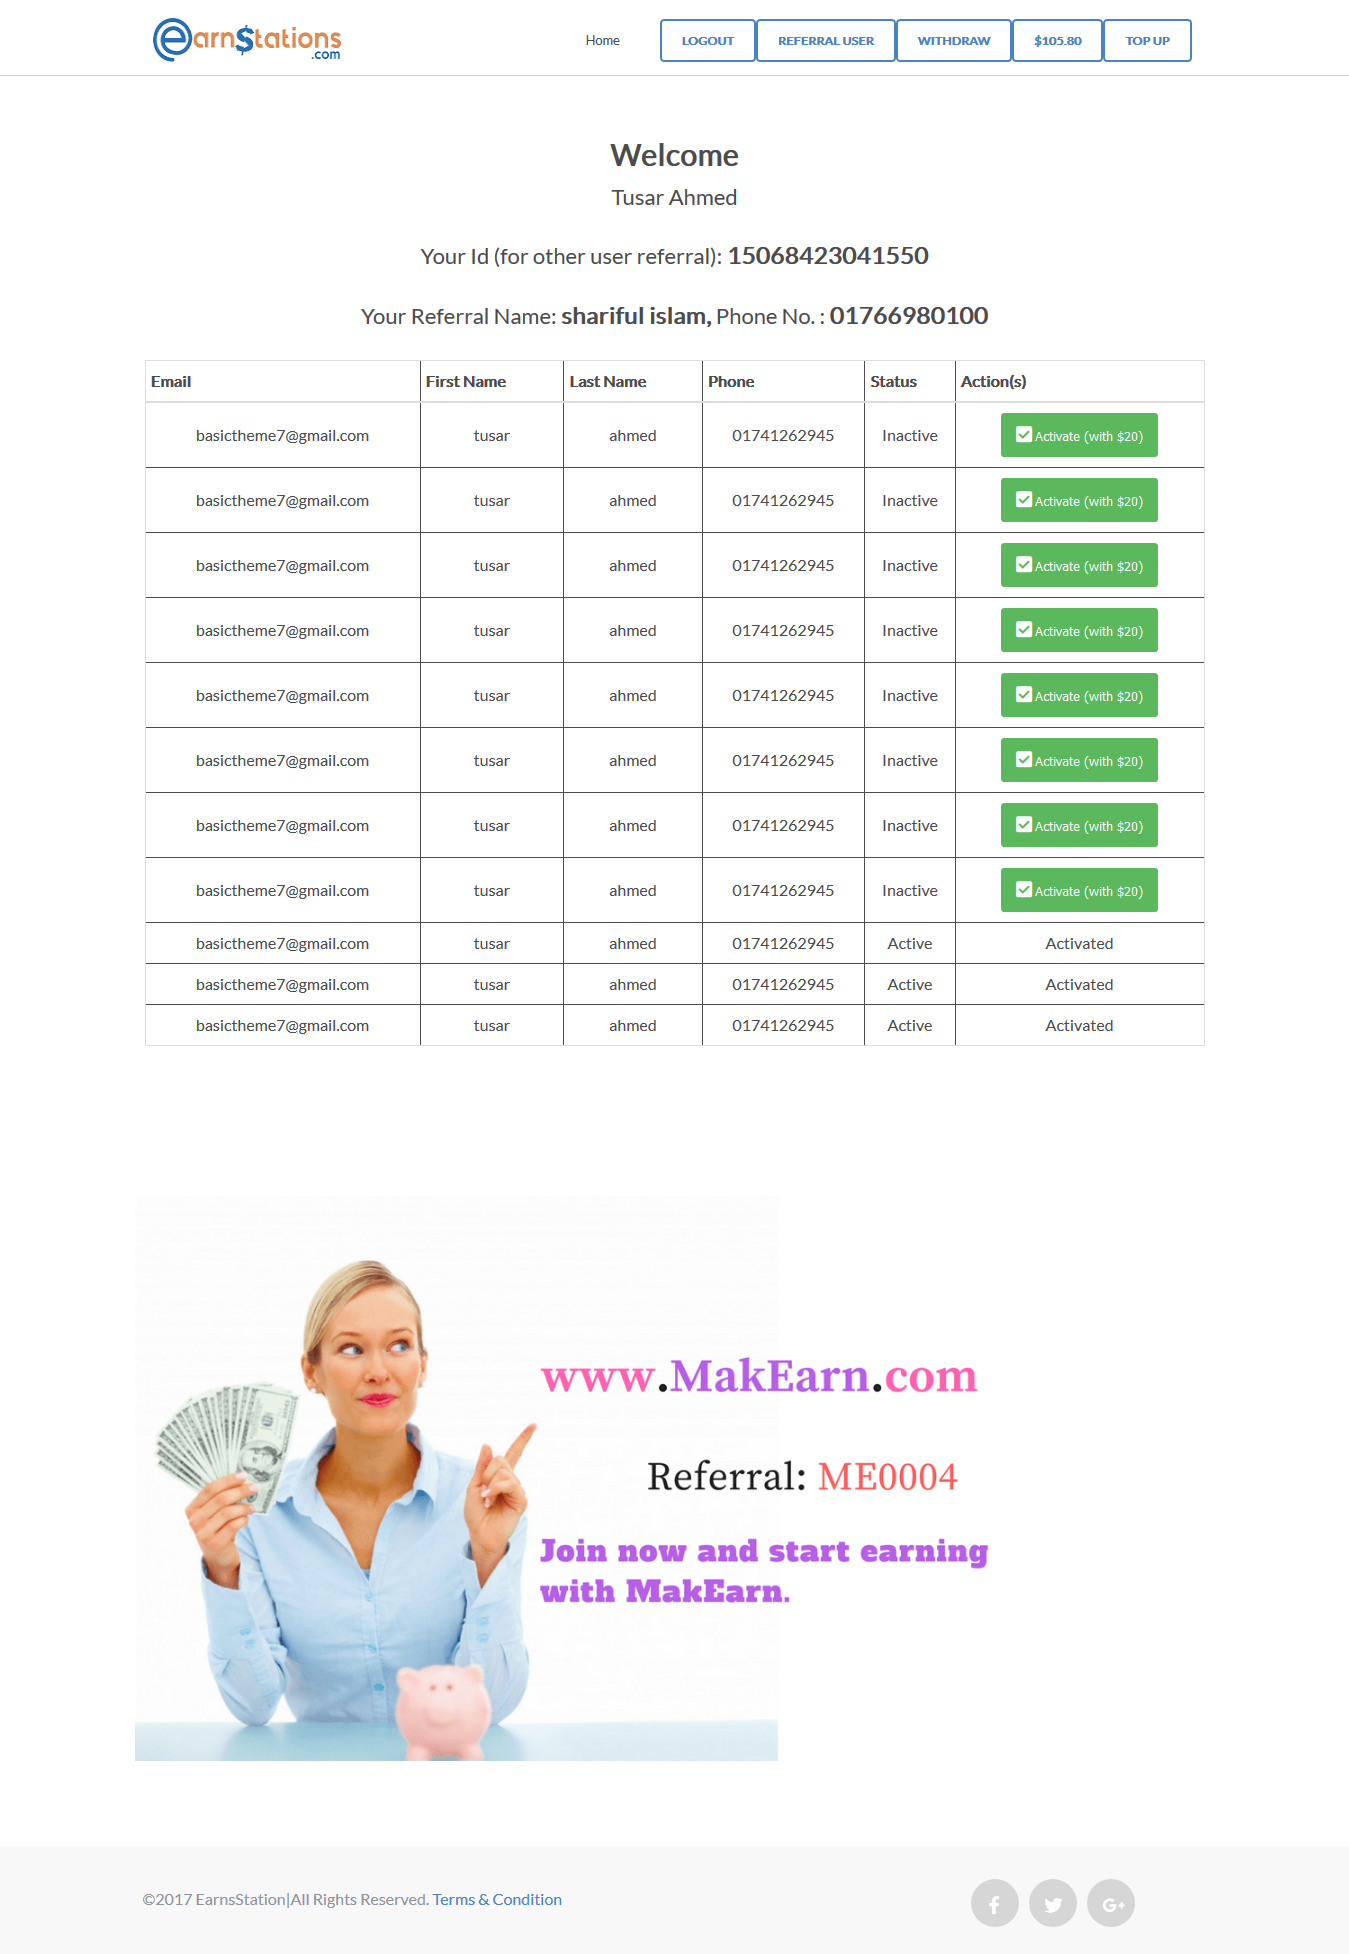 earn$tations
.com
Home LOGOUT REFERRAL USER WITHDRAW $105.80 TOP UP
Welcome
Tusar Ahmed
Your Id (for other user referral): 15068423041550
Your Referral Name: shariful islam, Phone No. : 01766980100
Email First Name Last Name Phone Status Action(s)
basictheme7@gmail.com tusar ahmed 01741262945 Inactive Activate (with $20)
basictheme7@gmail.com tusar ahmed 01741262945 Inactive Activate (with $20)
basictheme7@gmail.com tusar ahmed 01741262945 Inactive Activate (with $20)
basictheme7@gmail.com tusar ahmed 01741262945 Inactive Activate (with $20)
basictheme7@gmail.com tusar ahmed 01741262945 Inactive Activate (with $20)
basictheme7@gmail.com tusar ahmed 01741262945 Inactive Activate (with $20)
basictheme7@gmail.com tusar ahmed 01741262945 Inactive Activate (with $20)
basictheme7@gmail.com tusar ahmed 01741262945 Inactive Activate (with $20)
basictheme7@gmail.com tusar ahmed 01741262945 Active Activated
basictheme7@gmail.com tusar ahmed 01741262945 Active Activated
basictheme7@gmail.com tusar ahmed 01741262945 Active Activated
www.MakEarn.com
Referral: ME0004
Join now and start earning
with MakEarn.
©2017 EarnsStation|All Rights Reserved. Terms & Condition